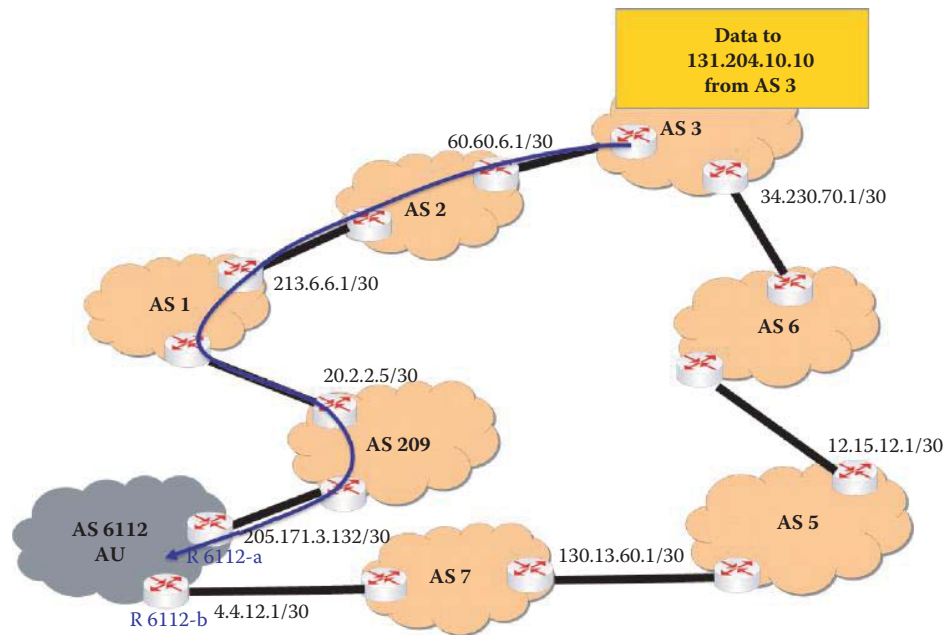 Data to
131.204.10.10
from AS 3
AS 3
60.60.6.1/30
34.230.70.1/30
AS 2
213.6.6.1/30
AS 1
AS 6
20.2.2.5/30
AS 209
12.15.12.1/30
AS 6112
AU
205.171.3.132/30
R 6112-a
AS 5
130.13.60.1/30
AS 7
R 6112-b
4.4.12.1/30